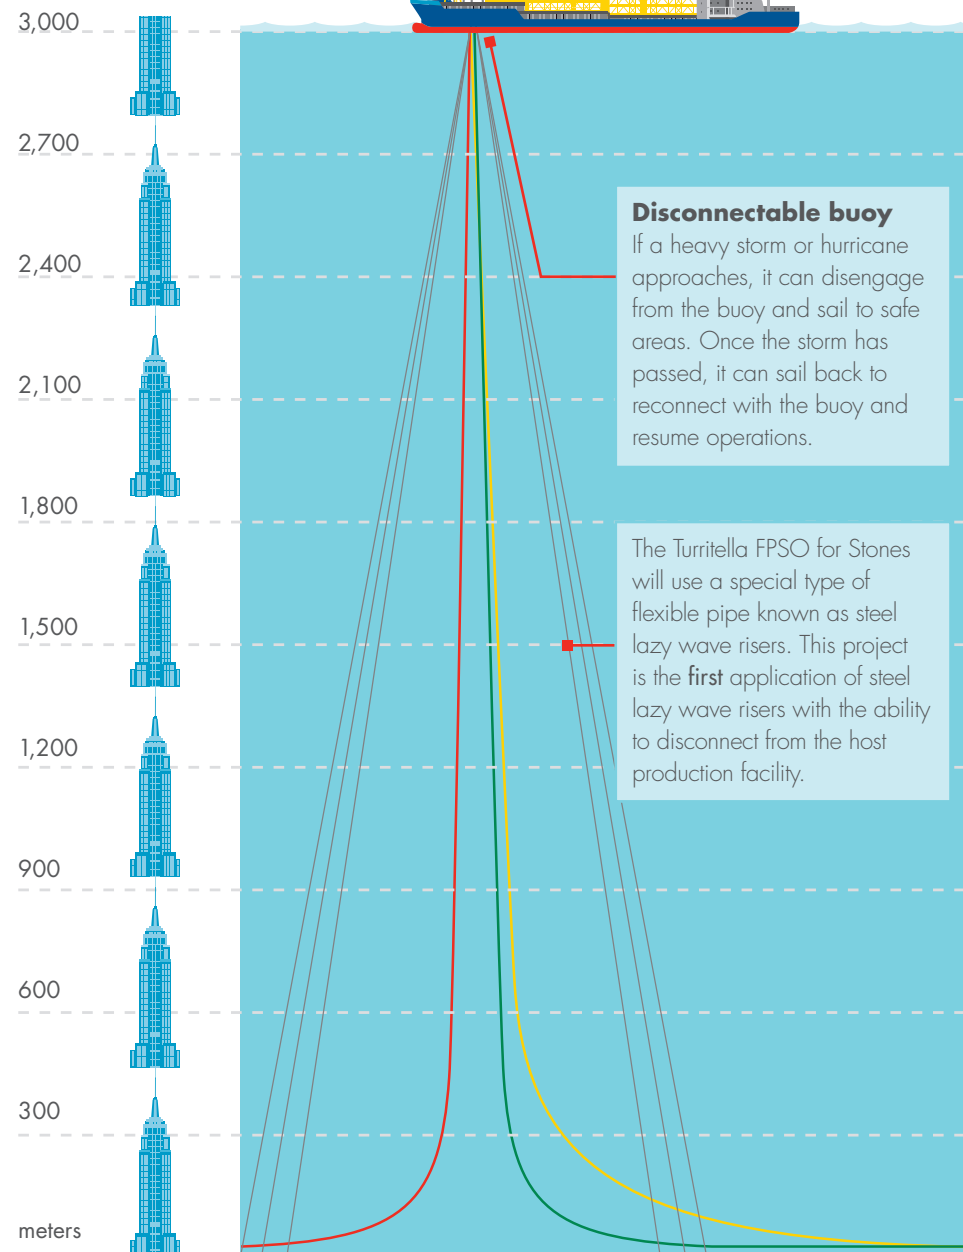 3,000
2,700
2,400
2,100
1,800
1,500
1,200
900
600
300
meters
Disconnectable buoy
If a heavy storm or hurricane
approaches, it can disengage
from the buoy and sail to safe
areas. Once the storm has
passed, it can sail back to
reconnect with the buoy and
resume operations.
The Turritella FPSO for Stones
will use a special type of
flexible pipe known as steel
lazy wave risers. This project
is the first application of steel
lazy wave risers with the ability
to disconnect from the host
production facility.